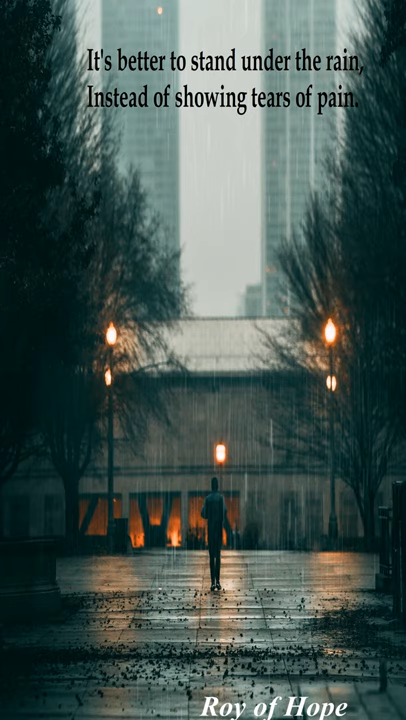 It's better to stand under the rain,
Instead of showing tears of pain.
Roy of Hope